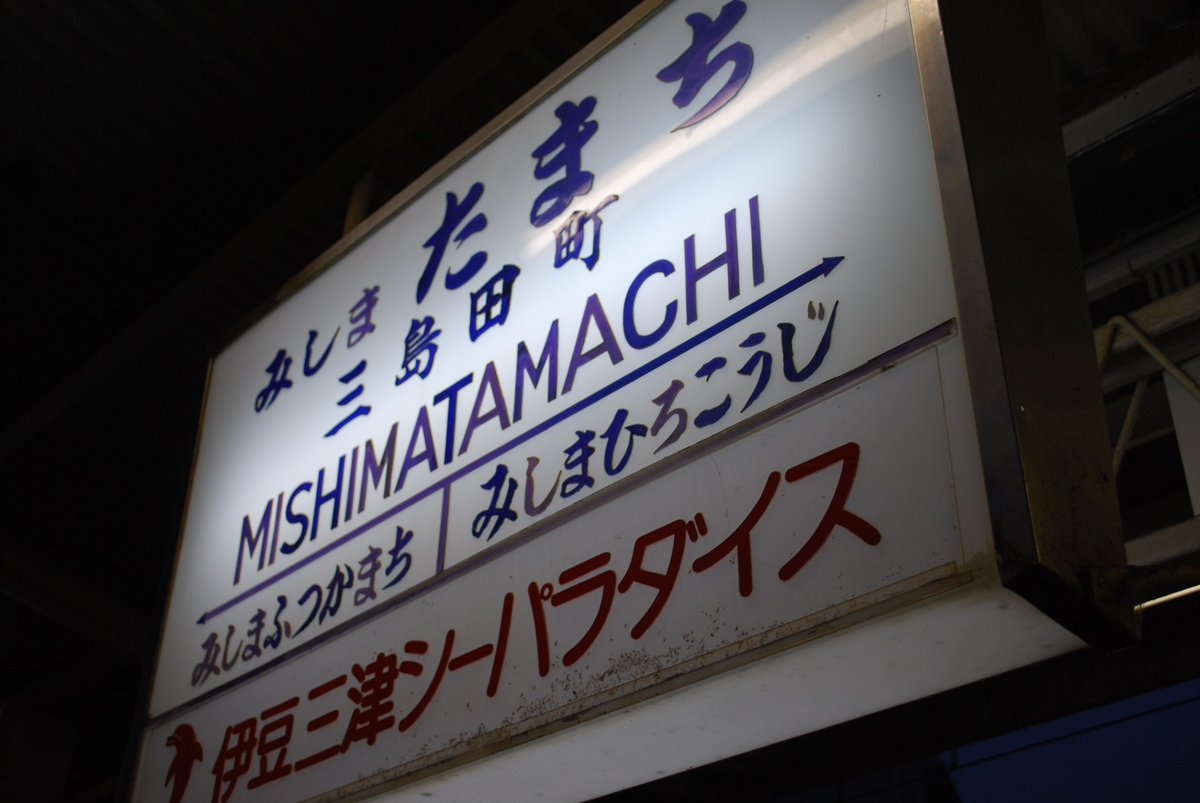 みしまたまち
三島田町
MISHIMATAMACHI
みしまふつかまち みしまひろこうじ
伊豆三津シーパラダイス